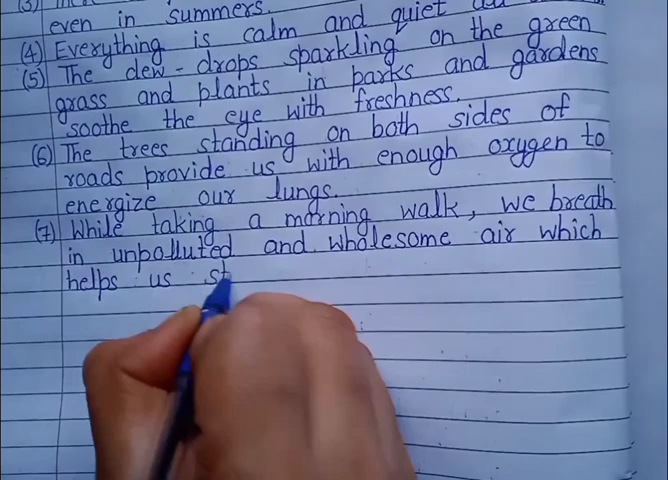 (3)
even in summers.
(4) Everything is calm and quiet
(5) The dew-drops sparkling on the green
grass and plants in parks and gardens
soothe the eye with freshness.
(6) The trees standing on both sides of
roads provide us with enough oxygen to
energize our lungs.
(7) While taking a morning walk, we breath
in unpolluted and wholesome air which
helps us st